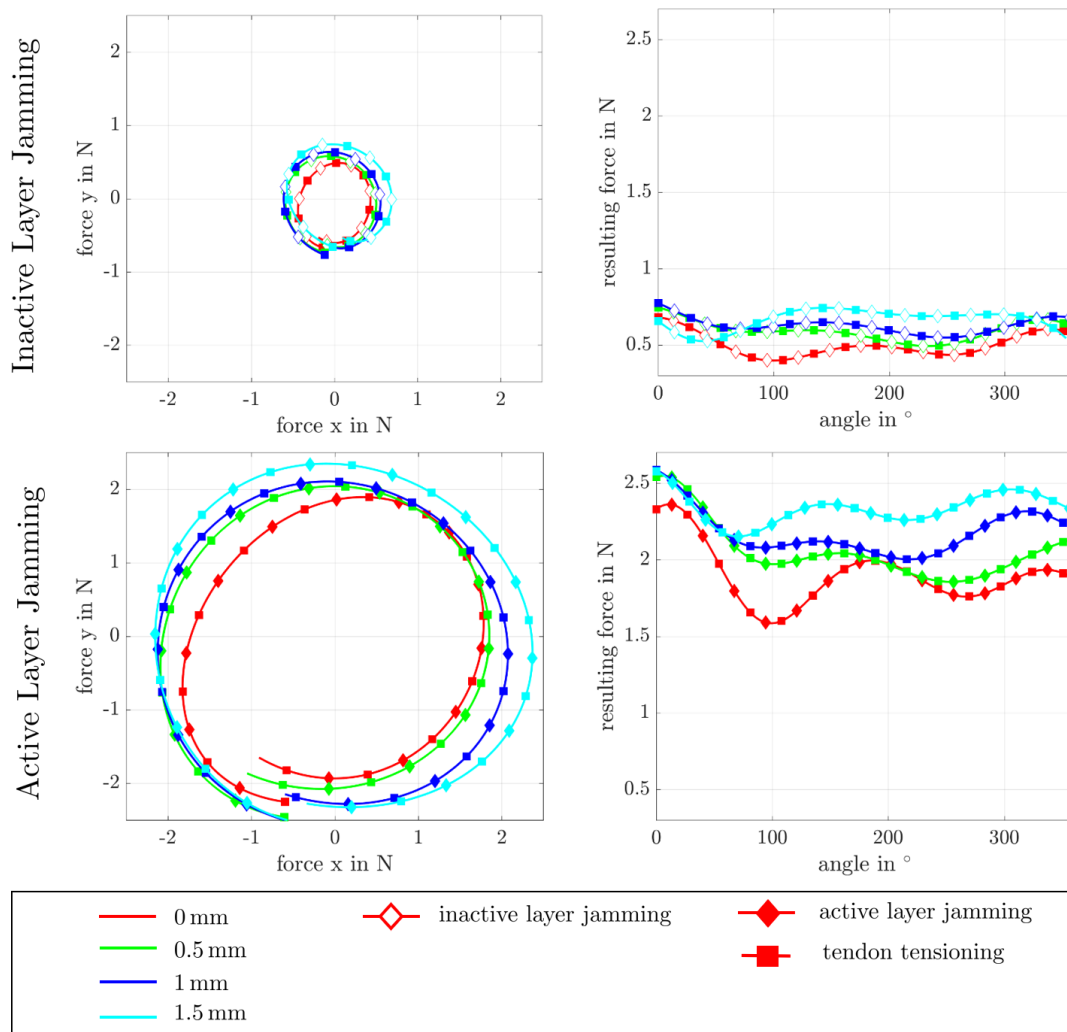 Inactive Layer Jamming
force y in N
2
1
0
-1
-2
-2 -1 0 1 2
force x in N
resulting force in N
2.5
2
1.5
1
0.5
0 100 200 300
angle in °
Active Layer Jamming
force y in N
2
1
0
-1
-2
-2 -1 0 1 2
force x in N
resulting force in N
2.5
2
1.5
1
0.5
0 100 200 300
angle in °
0 mm
0.5 mm
1 mm
1.5 mm
inactive layer jamming
active layer jamming
tendon tensioning